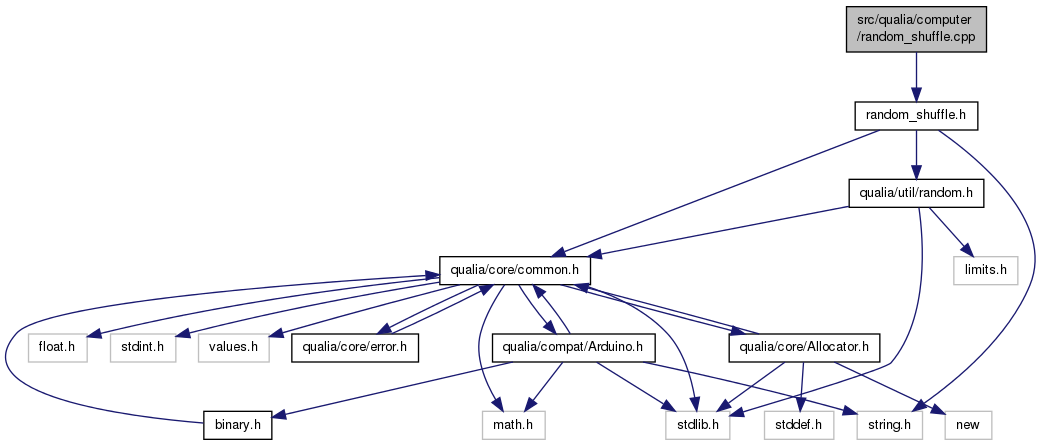 src/qualia/computer
/random_shuffle.cpp
random_shuffle.h
qualia/util/random.h
qualia/core/common.h
limits.h
float.h
stdint.h
values.h
qualia/core/error.h
qualia/compat/Arduino.h
qualia/core/Allocator.h
binary.h
math.h
stdlib.h
stddef.h
string.h
new